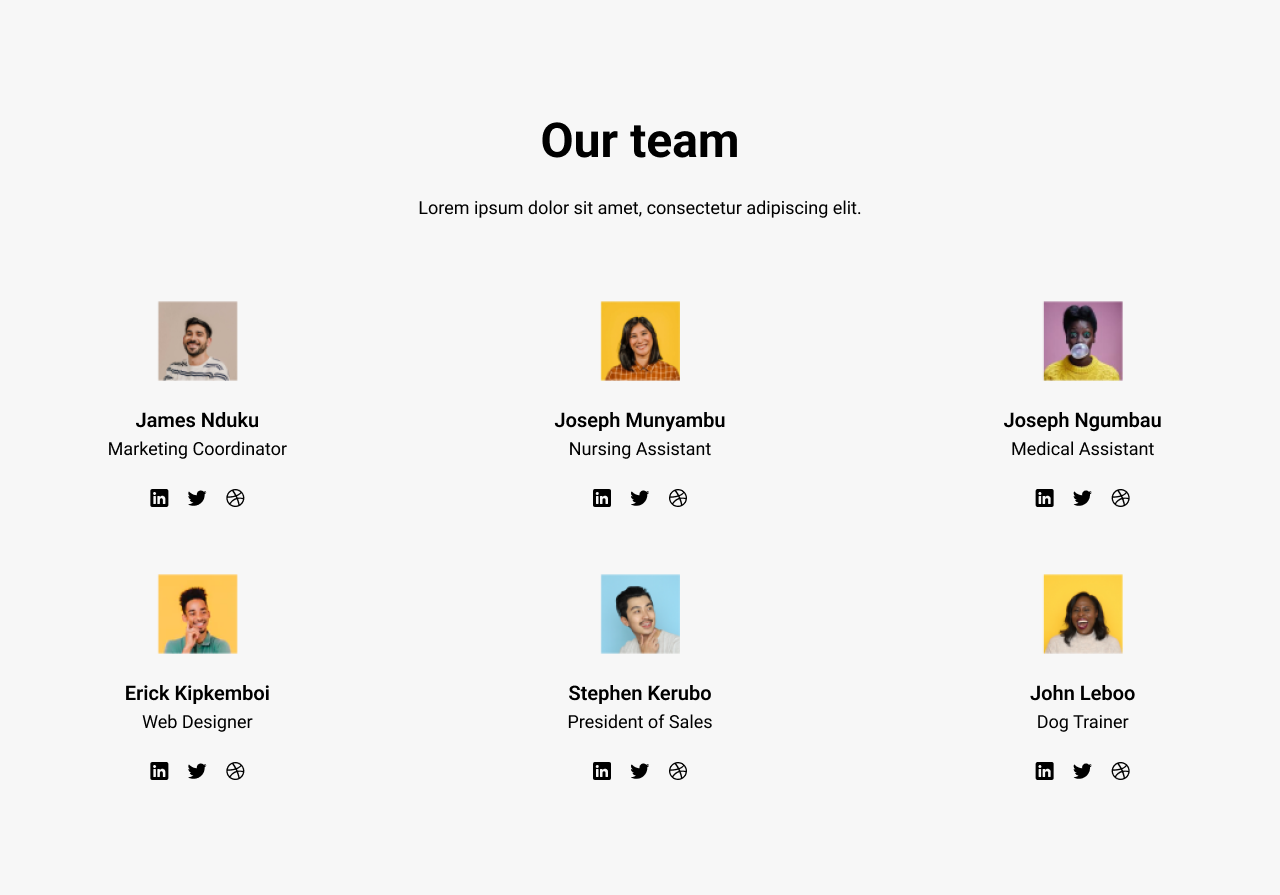 Our team
Lorem ipsum dolor sit amet, consectetur adipiscing elit.
James Nduku
Marketing Coordinator
Joseph Munyambu
Nursing Assistant
Joseph Ngumbau
Medical Assistant
Erick Kipkemboi
Web Designer
Stephen Kerubo
President of Sales
John Leboo
Dog Trainer